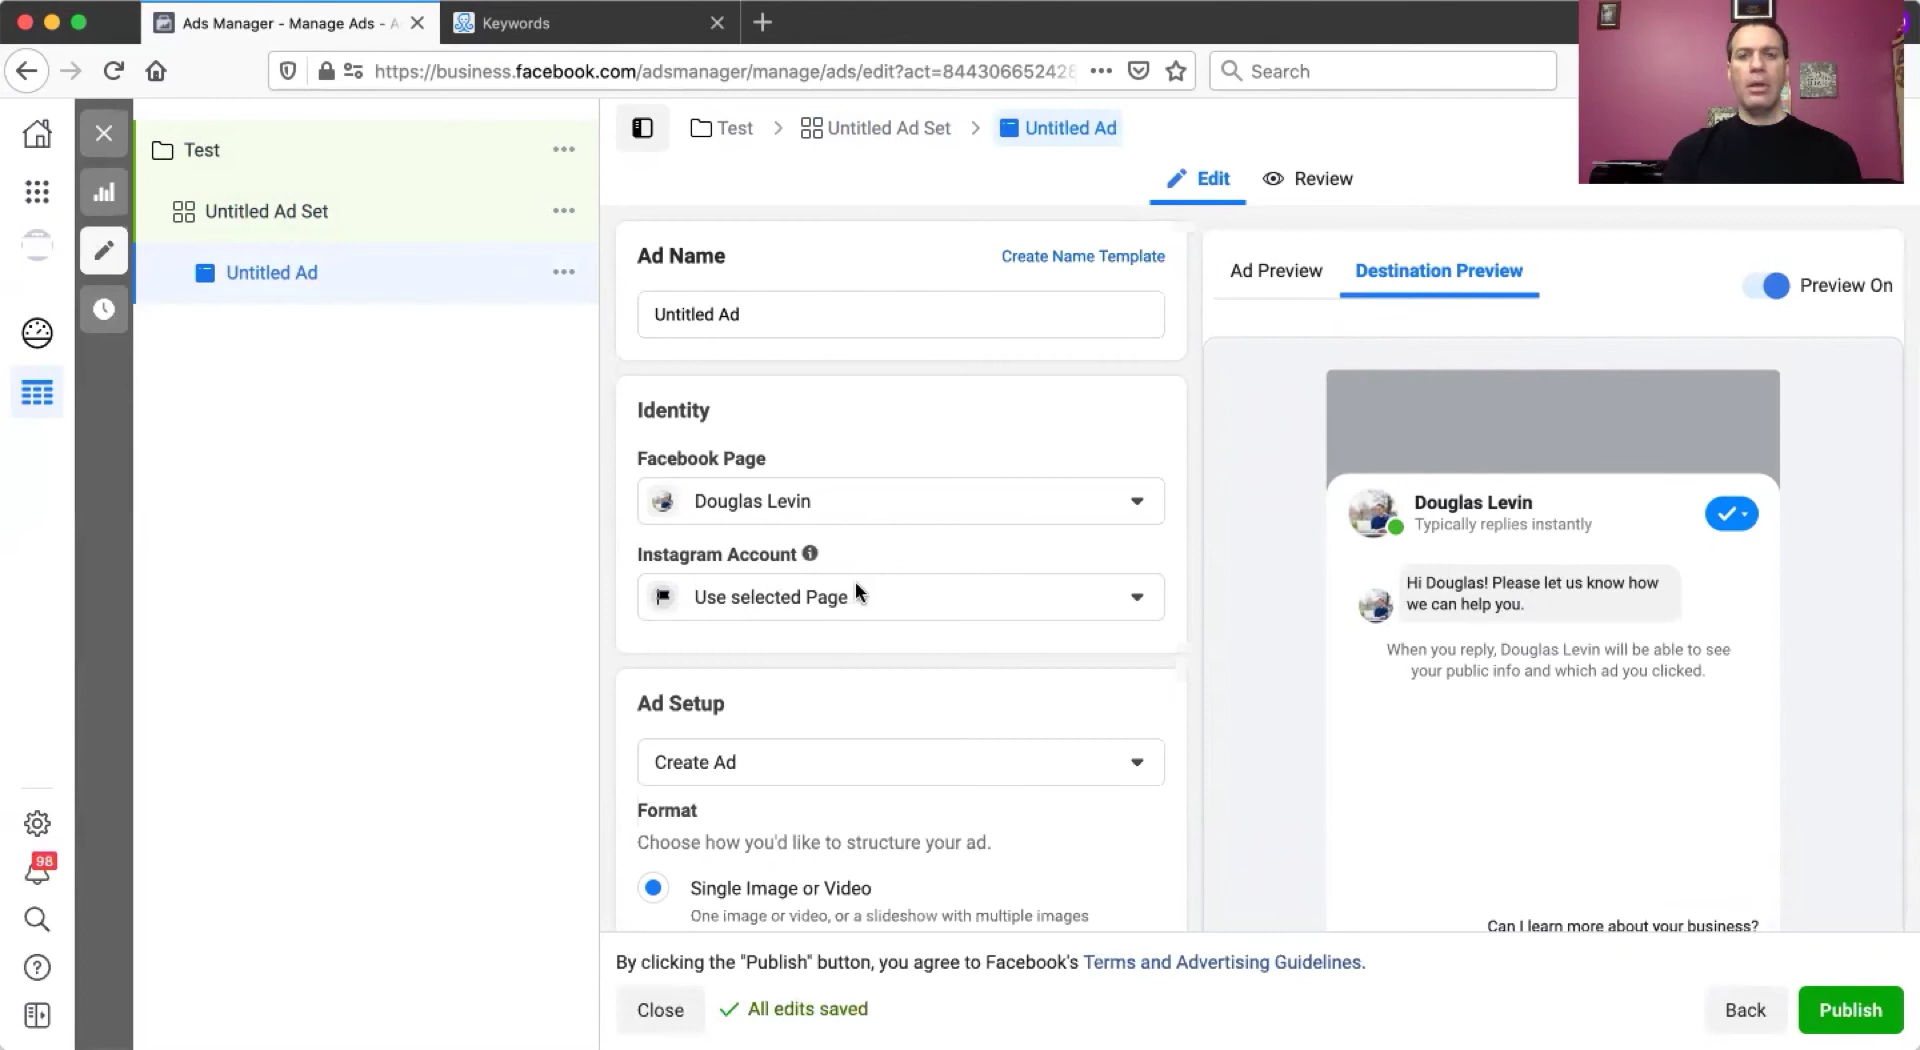 Ads Manager - Manage Ads - A
Keywords
https://business.facebook.com/adsmanager/manage/ads/edit?act=844306652428
Search
Test
Untitled Ad Set
Untitled Ad
Test
Untitled Ad Set
Untitled Ad
Edit
Review
Ad Name
Create Name Template
Untitled Ad
Identity
Facebook Page
Douglas Levin
Instagram Account
Use selected Page
Ad Setup
Create Ad
Format
Choose how you'd like to structure your ad.
Single Image or Video
One image or video, or a slideshow with multiple images
Ad Preview
Destination Preview
Preview On
Douglas Levin
Typically replies instantly
Hi Douglas! Please let us know how
we can help you.
When you reply, Douglas Levin will be able to see
your public info and which ad you clicked.
Can I learn more about your business?
98
By clicking the "Publish" button, you agree to Facebook's Terms and Advertising Guidelines.
Close
All edits saved
Back
Publish